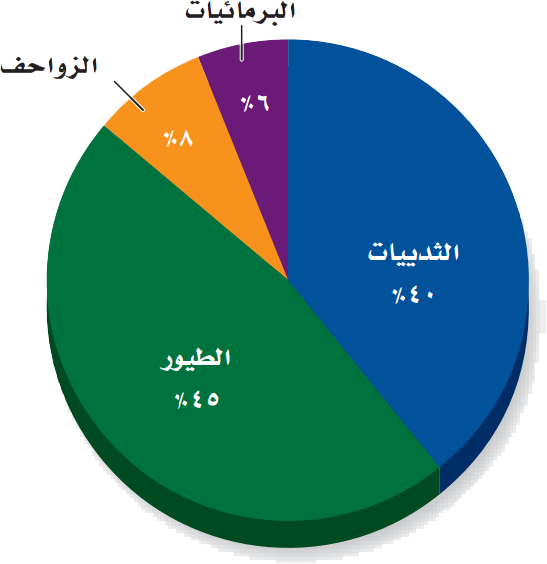 البرمائيات
الزواحف
٪٦
٪٨
الثدييات
٪٤٠
الطيور
٪٤٥